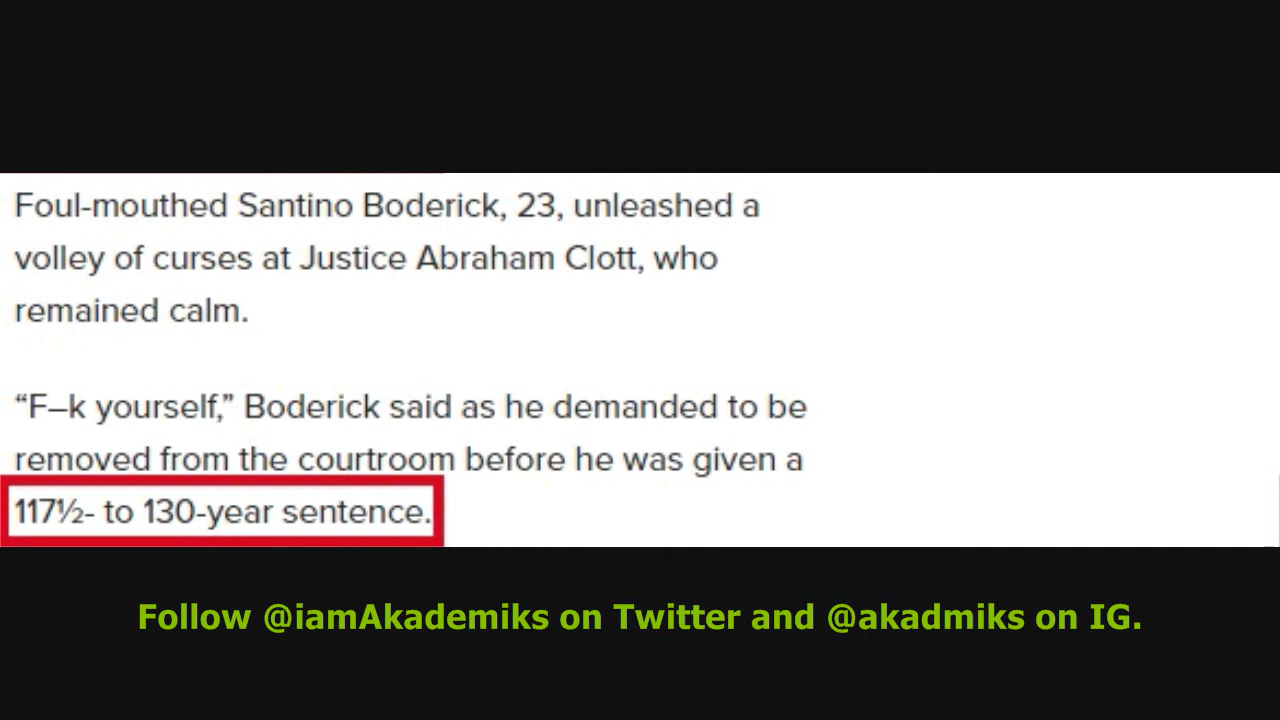 Foul-mouthed Santino Boderick, 23, unleashed a
volley of curses at Justice Abraham Clott, who
remained calm.
“F–k yourself,” Boderick said as he demanded to be
removed from the courtroom before he was given a
117½- to 130-year sentence.
Follow @iamAkademiks on Twitter and @akadmiks on IG.